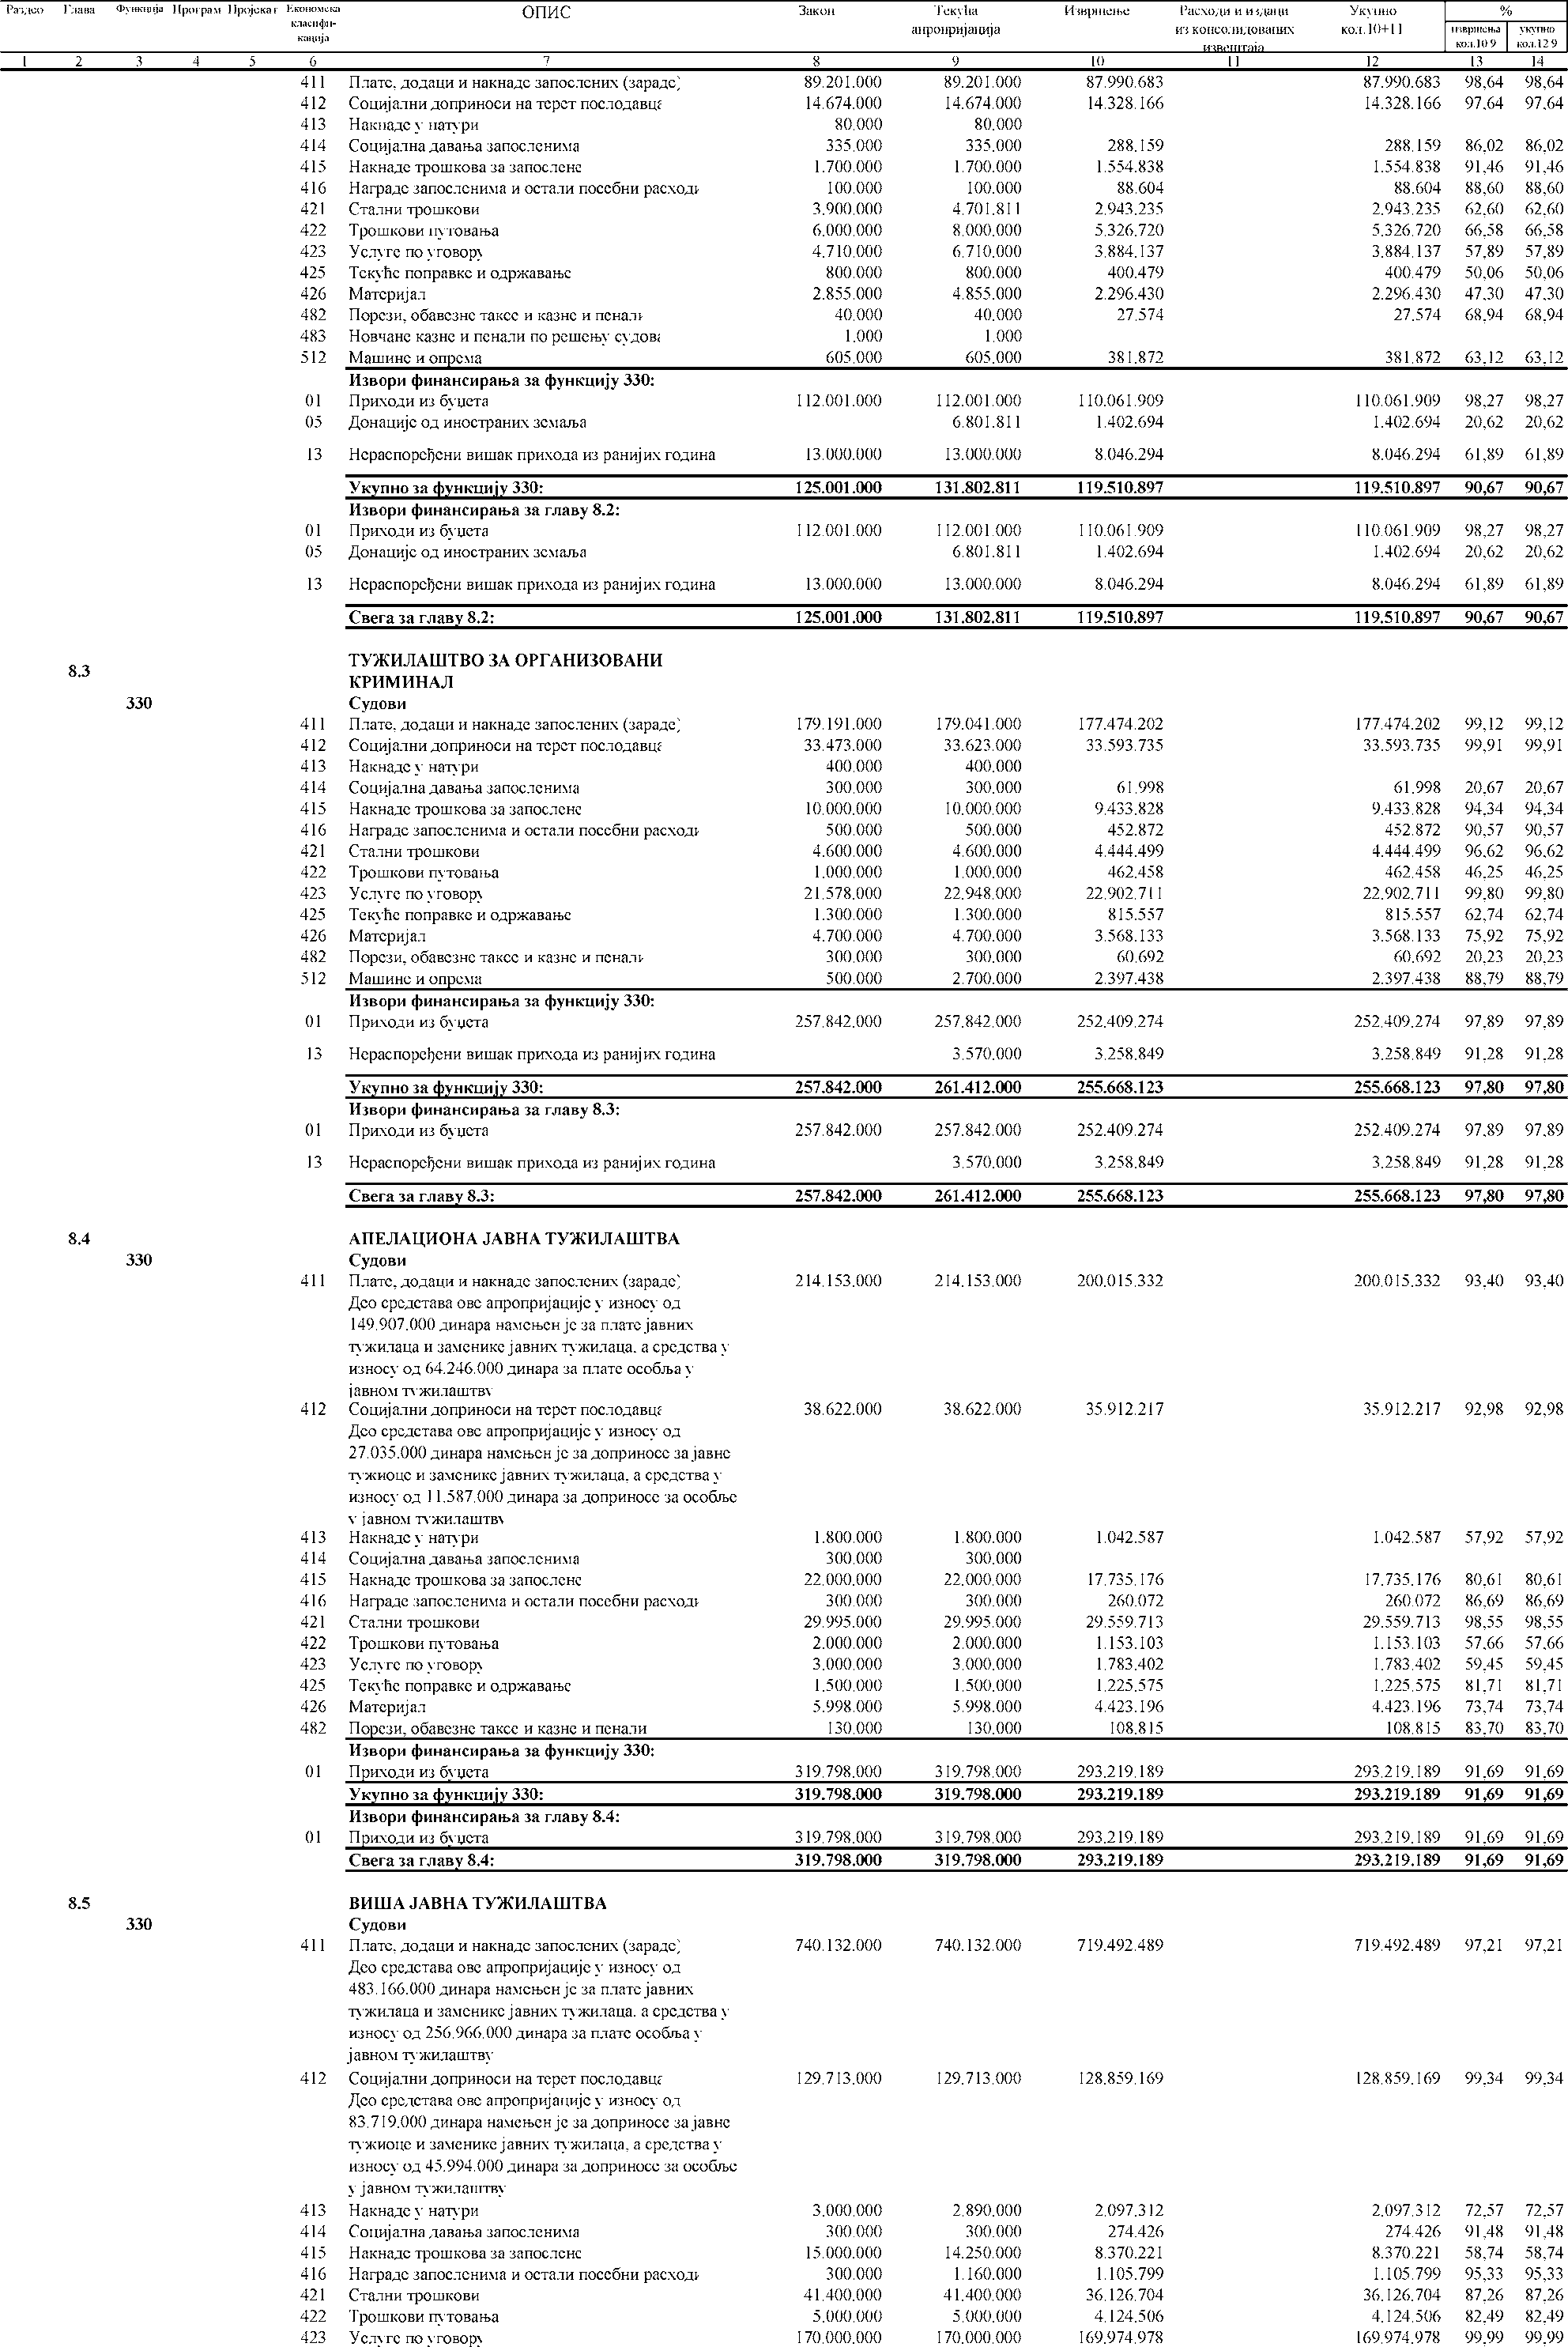 Раздео Глава Функција Програм Пројекат Економска класифи-кација ОПИС Закон Текућа апропријација Извршење Расходи и издаци из консолидованих извештаја Укупно кол.10+11 % извршења кол.10/9 укупно кол.12/9
1 2 3 4 5 6 7 8 9 10 11 12 13 14
411 Плате, додаци и накнаде запослених (зараде) 89.201.000 89.201.000 87.990.683 87.990.683 98,64 98,64
412 Социјални доприноси на терет послодавца 14.674.000 14.674.000 14.328.166 14.328.166 97,64 97,64
413 Накнаде у натури 80.000 80.000
414 Социјална давања запосленима 335.000 335.000 288.159 288.159 86,02 86,02
415 Накнаде трошкова за запослене 1.700.000 1.700.000 1.554.838 1.554.838 91,46 91,46
416 Награде запосленима и остали посебни расходи 100.000 100.000 88.604 88.604 88,60 88,60
421 Стални трошкови 3.900.000 4.701.811 2.943.235 2.943.235 62,60 62,60
422 Трошкови путовања 6.000.000 8.000.000 5.326.720 5.326.720 66,58 66,58
423 Услуге по уговору 4.710.000 6.710.000 3.884.137 3.884.137 57,89 57,89
425 Текуће поправке и одржавање 800.000 800.000 400.479 400.479 50,06 50,06
426 Материјал 2.855.000 4.855.000 2.296.430 2.296.430 47,30 47,30
482 Порези, обавезне таксе и казне и пенали 40.000 40.000 27.574 27.574 68,94 68,94
483 Новчане казне и пенали по решењу судова 1.000 1.000
512 Машине и опрема 605.000 605.000 381.872 381.872 63,12 63,12
Извори финансирања за функцију 330:
01 Приходи из буџета 112.001.000 112.001.000 110.061.909 110.061.909 98,27 98,27
05 Донације од иностраних земаља 6.801.811 1.402.694 1.402.694 20,62 20,62
13 Нераспоређени вишак прихода из ранијих година 13.000.000 13.000.000 8.046.294 8.046.294 61,89 61,89
Укупно за функцију 330: 125.001.000 131.802.811 119.510.897 119.510.897 90,67 90,67
Извори финансирања за главу 8.2:
01 Приходи из буџета 112.001.000 112.001.000 110.061.909 110.061.909 98,27 98,27
05 Донације од иностраних земаља 6.801.811 1.402.694 1.402.694 20,62 20,62
13 Нераспоређени вишак прихода из ранијих година 13.000.000 13.000.000 8.046.294 8.046.294 61,89 61,89
Свега за главу 8.2: 125.001.000 131.802.811 119.510.897 119.510.897 90,67 90,67
8.3 ТУЖИЛАШТВО ЗА ОРГАНИЗОВАНИ
КРИМИНАЛ
330 Судови
411 Плате, додаци и накнаде запослених (зараде) 179.191.000 179.041.000 177.474.202 177.474.202 99,12 99,12
412 Социјални доприноси на терет послодавца 33.473.000 33.623.000 33.593.735 33.593.735 99,91 99,91
413 Накнаде у натури 400.000 400.000
414 Социјална давања запосленима 300.000 300.000 61.998 61.998 20,67 20,67
415 Накнаде трошкова за запослене 10.000.000 10.000.000 9.433.828 9.433.828 94,34 94,34
416 Награде запосленима и остали посебни расходи 500.000 500.000 452.872 452.872 90,57 90,57
421 Стални трошкови 4.600.000 4.600.000 4.444.499 4.444.499 96,62 96,62
422 Трошкови путовања 1.000.000 1.000.000 462.458 462.458 46,25 46,25
423 Услуге по уговору 21.578.000 22.948.000 22.902.711 22.902.711 99,80 99,80
425 Текуће поправке и одржавање 1.300.000 1.300.000 815.557 815.557 62,74 62,74
426 Материјал 4.700.000 4.700.000 3.568.133 3.568.133 75,92 75,92
482 Порези, обавезне таксе и казне и пенали 300.000 300.000 60.692 60.692 20,23 20,23
512 Машине и опрема 500.000 2.700.000 2.397.438 2.397.438 88,79 88,79
Извори финансирања за функцију 330:
01 Приходи из буџета 257.842.000 257.842.000 252.409.274 252.409.274 97,89 97,89
13 Нераспоређени вишак прихода из ранијих година 3.570.000 3.258.849 3.258.849 91,28 91,28
Укупно за функцију 330: 257.842.000 261.412.000 255.668.123 255.668.123 97,80 97,80
Извори финансирања за главу 8.3:
01 Приходи из буџета 257.842.000 257.842.000 252.409.274 252.409.274 97,89 97,89
13 Нераспоређени вишак прихода из ранијих година 3.570.000 3.258.849 3.258.849 91,28 91,28
Свега за главу 8.3: 257.842.000 261.412.000 255.668.123 255.668.123 97,80 97,80
8.4 АПЕЛАЦИОНА ЈАВНА ТУЖИЛАШТВА
330 Судови
411 Плате, додаци и накнаде запослених (зараде) 214.153.000 214.153.000 200.015.332 200.015.332 93,40 93,40
Део средстава ове апропријације у износу од
149.907.000 динара намењен је за плате јавних
тужилаца и заменике јавних тужилаца, а средства у
износу од 64.246.000 динара за плате особља у
јавном тужилаштву
412 Социјални доприноси на терет послодавца 38.622.000 38.622.000 35.912.217 35.912.217 92,98 92,98
Део средстава ове апропријације у износу од
27.035.000 динара намењен је за доприносе за јавне
тужиоце и заменике јавних тужилаца, а средства у
износу од 11.587.000 динара за доприносе за особље
у јавном тужилаштву
413 Накнаде у натури 1.800.000 1.800.000 1.042.587 1.042.587 57,92 57,92
414 Социјална давања запосленима 300.000 300.000
415 Накнаде трошкова за запослене 22.000.000 22.000.000 17.735.176 17.735.176 80,61 80,61
416 Награде запосленима и остали посебни расходи 300.000 300.000 260.072 260.072 86,69 86,69
421 Стални трошкови 29.995.000 29.995.000 29.559.713 29.559.713 98,55 98,55
422 Трошкови путовања 2.000.000 2.000.000 1.153.103 1.153.103 57,66 57,66
423 Услуге по уговору 3.000.000 3.000.000 1.783.402 1.783.402 59,45 59,45
425 Текуће поправке и одржавање 1.500.000 1.500.000 1.225.575 1.225.575 81,71 81,71
426 Материјал 5.998.000 5.998.000 4.423.196 4.423.196 73,74 73,74
482 Порези, обавезне таксе и казне и пенали 130.000 130.000 108.815 108.815 83,70 83,70
Извори финансирања за функцију 330:
01 Приходи из буџета 319.798.000 319.798.000 293.219.189 293.219.189 91,69 91,69
Укупно за функцију 330: 319.798.000 319.798.000 293.219.189 293.219.189 91,69 91,69
Извори финансирања за главу 8.4:
01 Приходи из буџета 319.798.000 319.798.000 293.219.189 293.219.189 91,69 91,69
Свега за главу 8.4: 319.798.000 319.798.000 293.219.189 293.219.189 91,69 91,69
8.5 ВИША ЈАВНА ТУЖИЛАШТВА
330 Судови
411 Плате, додаци и накнаде запослених (зараде) 740.132.000 740.132.000 719.492.489 719.492.489 97,21 97,21
Део средстава ове апропријације у износу од
483.166.000 динара намењен је за плате јавних
тужилаца и заменике јавних тужилаца, а средства у
износу од 256.966.000 динара за плате особља у
јавном тужилаштву
412 Социјални доприноси на терет послодавца 129.713.000 129.713.000 128.859.169 128.859.169 99,34 99,34
Део средстава ове апропријације у износу од
83.719.000 динара намењен је за доприносе за јавне
тужиоце и заменике јавних тужилаца, а средства у
износу од 45.994.000 динара за доприносе за особље
у јавном тужилаштву
413 Накнаде у натури 3.000.000 2.890.000 2.097.312 2.097.312 72,57 72,57
414 Социјална давања запосленима 300.000 300.000 274.426 274.426 91,48 91,48
415 Накнаде трошкова за запослене 15.000.000 14.250.000 8.370.221 8.370.221 58,74 58,74
416 Награде запосленима и остали посебни расходи 300.000 1.160.000 1.105.799 1.105.799 95,33 95,33
421 Стални трошкови 41.400.000 41.400.000 36.126.704 36.126.704 87,26 87,26
422 Трошкови путовања 5.000.000 5.000.000 4.124.506 4.124.506 82,49 82,49
423 Услуге по уговору 170.000.000 170.000.000 169.974.978 169.974.978 99,99 99,99